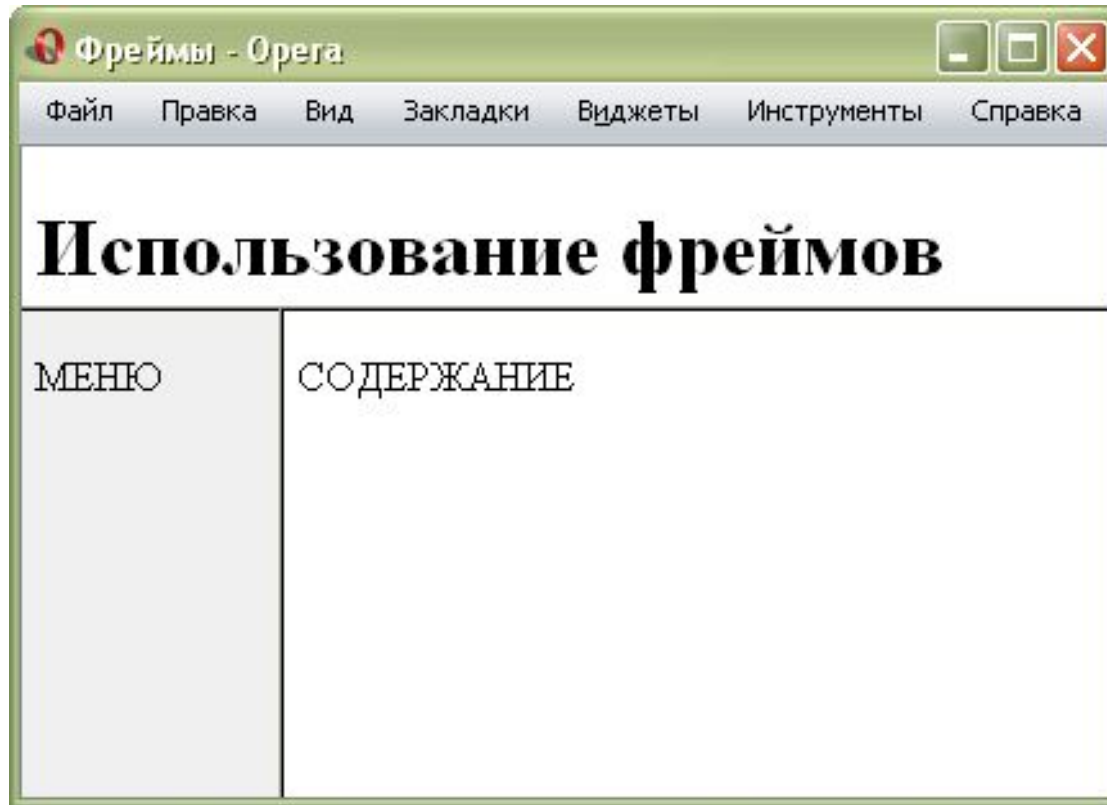 Фреймы - Opera
Файл Правка Вид Закладки Виджеты Инструменты Справка
Использование фреймов
МЕНЮ
СОДЕРЖАНИЕ